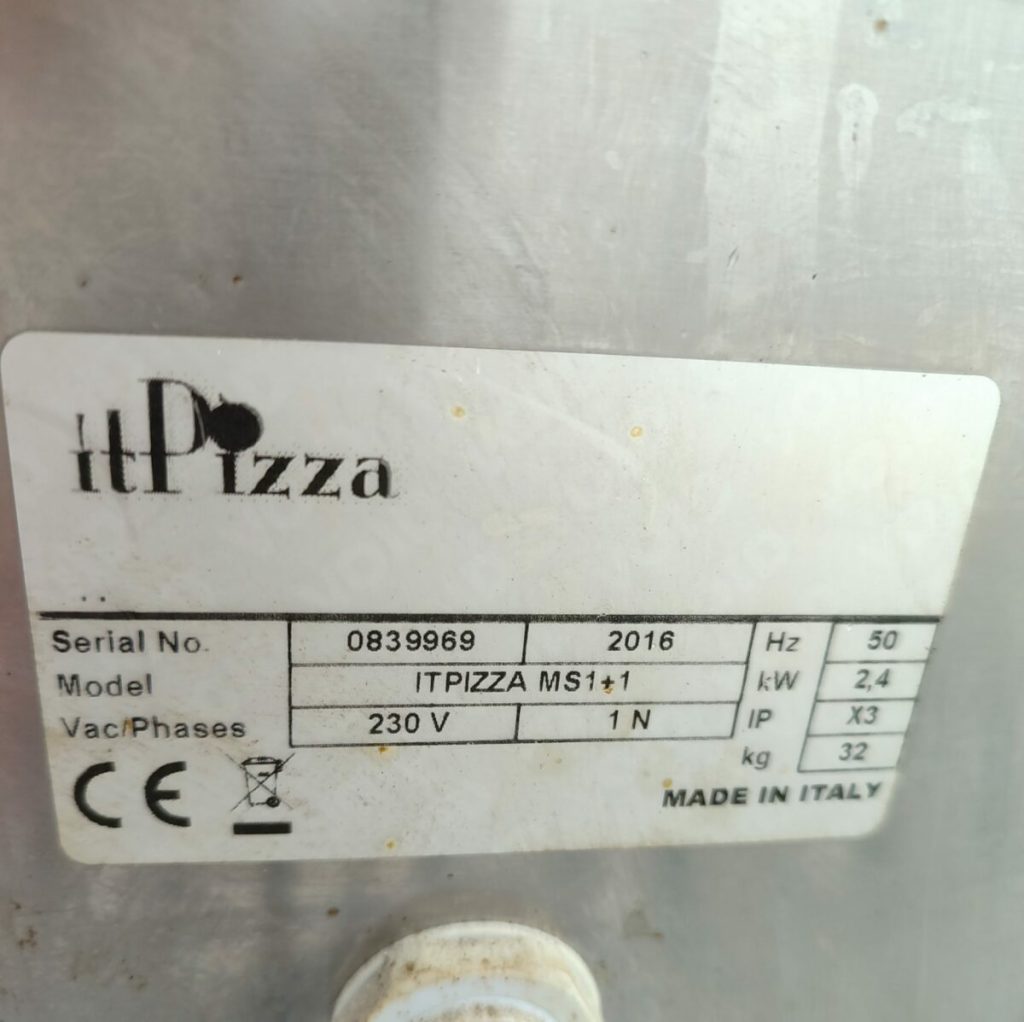 itPizza
Serial No. 0839969 2016 Hz 50
Model ITPIZZA MS1+1 kW 2,4
Vac/Phases 230 V 1 N IP X3
kg 32
CE
MADE IN ITALY